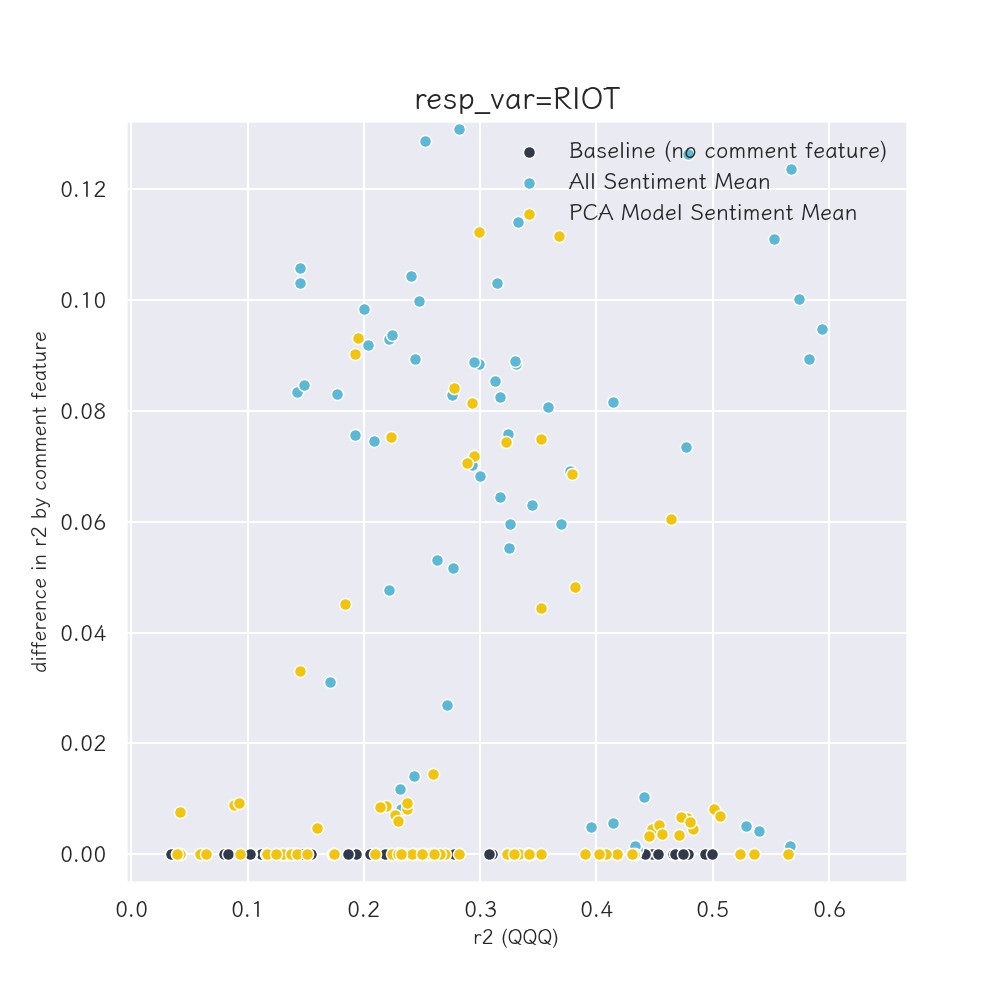 resp_var=RIOT
Baseline (no comment feature)
All Sentiment Mean
PCA Model Sentiment Mean
0.12
0.10
0.08
0.06
0.04
0.02
0.00
difference in r2 by comment feature
0.0 0.1 0.2 0.3 0.4 0.5 0.6
r2 (QQQ)